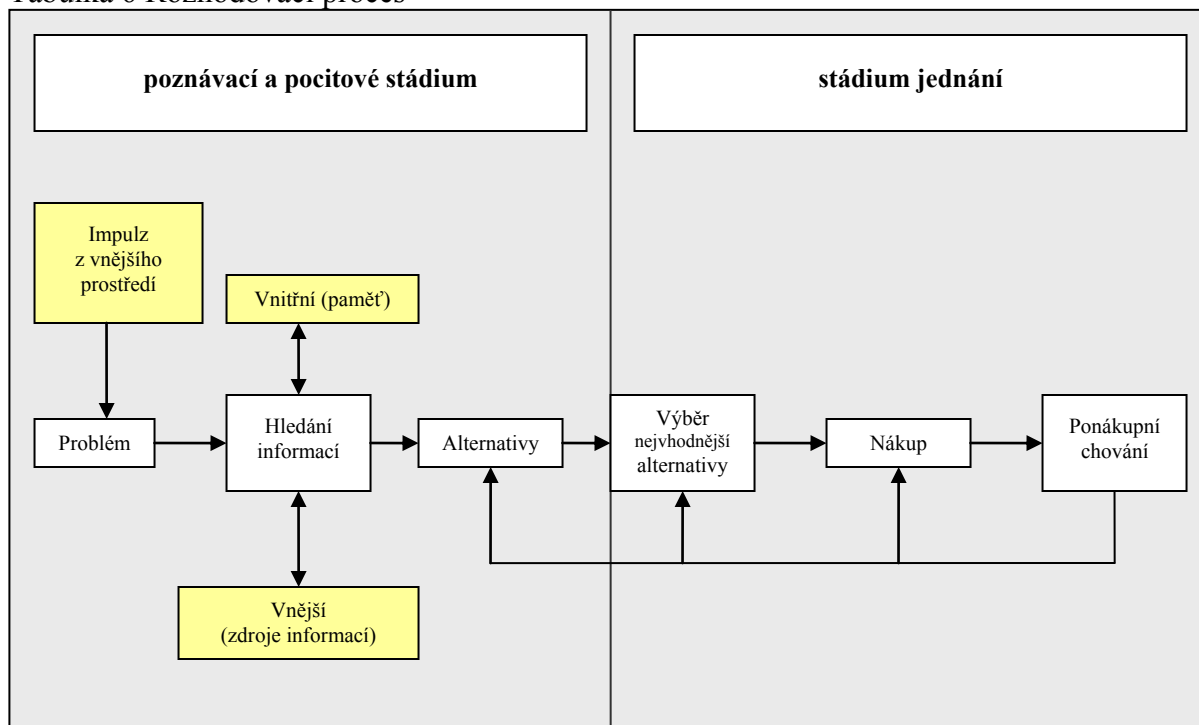 Tabulka 6 Rozhodovací proces
poznávací a pocitové stádium
stádium jednání
Impulz
z vnějšího
prostředí
Vnitřní (paměť)
Problém
Hledání
informací
Alternativy
Výběr
nejvhodnější
alternativy
Nákup
Ponákupní
chování
Vnější
(zdroje informací)